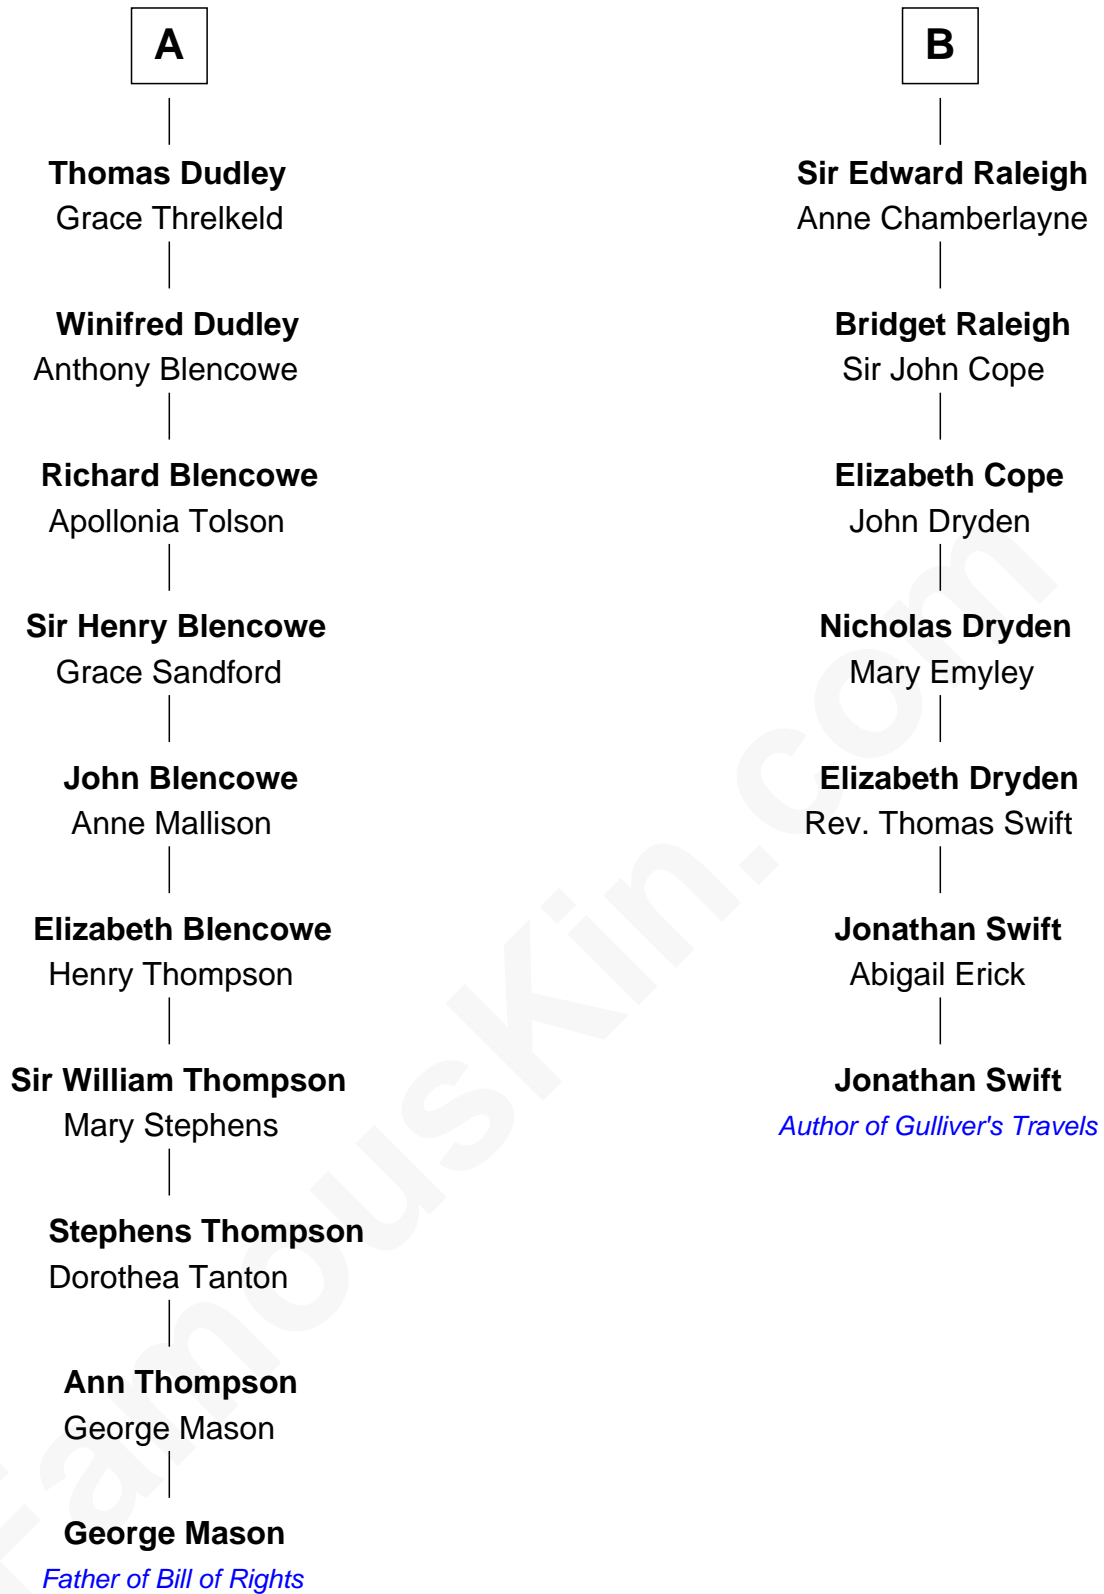 A
Thomas Dudley
Grace Threlkeld
Winifred Dudley
Anthony Blencowe
Richard Blencowe
Apollonia Tolson
Sir Henry Blencowe
Grace Sandford
John Blencowe
Anne Mallison
Elizabeth Blencowe
Henry Thompson
Sir William Thompson
Mary Stephens
Stephens Thompson
Dorothea Tanton
Ann Thompson
George Mason
George Mason
Father of Bill of Rights
B
Sir Edward Raleigh
Anne Chamberlayne
Bridget Raleigh
Sir John Cope
Elizabeth Cope
John Dryden
Nicholas Dryden
Mary Emyley
Elizabeth Dryden
Rev. Thomas Swift
Jonathan Swift
Abigail Erick
Jonathan Swift
Author of Gulliver's Travels
FamousKin.com